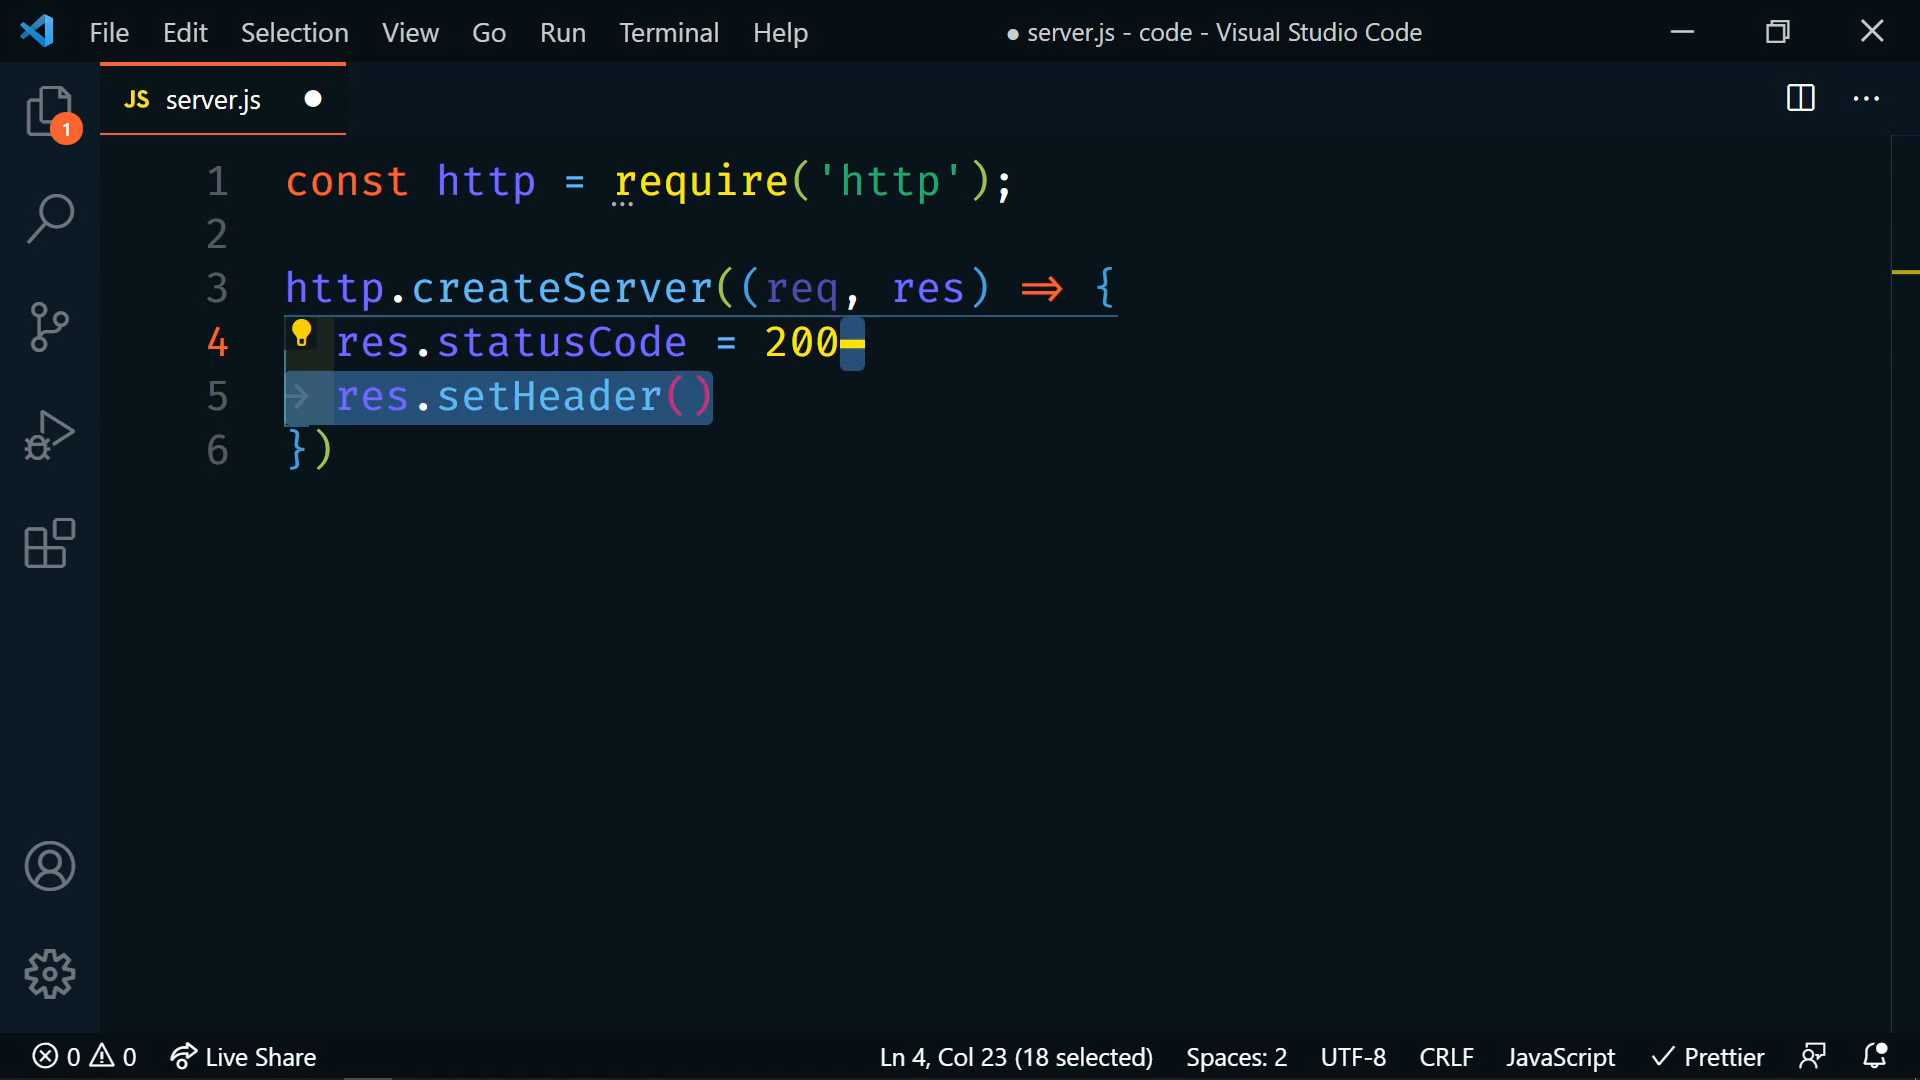 File Edit Selection View Go Run Terminal Help ● server.js - code - Visual Studio Code
JS server.js
1
1 const http = require('http');
2
3 http.createServer((req, res) => {
4 res.statusCode = 200
5 res.setHeader()
6 })
0 0 Live Share Ln 4, Col 23 (18 selected) Spaces: 2 UTF-8 CRLF JavaScript Prettier